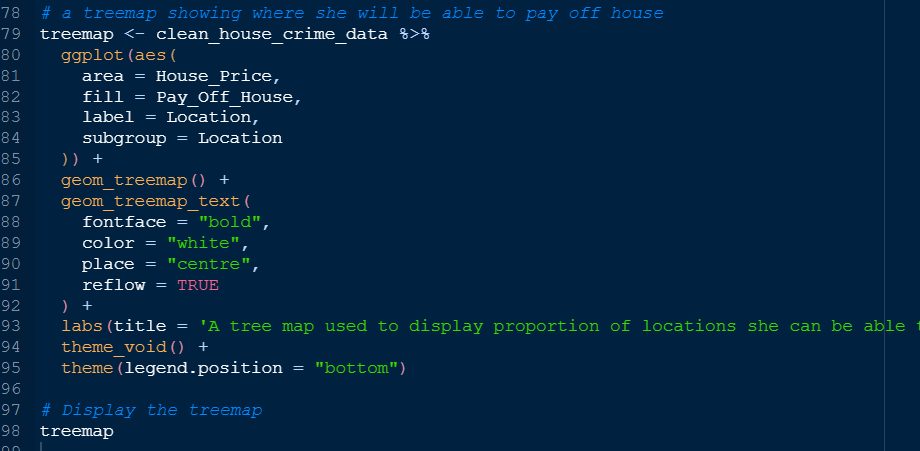 78 # a treemap showing where she will be able to pay off house
79 treemap <- clean_house_crime_data %>%
80 ggplot(aes(
81 area = House_Price,
82 fill = Pay_Off_House,
83 label = Location,
84 subgroup = Location
85 )) +
86 geom_treemap() +
87 geom_treemap_text(
88 fontface = "bold",
89 color = "white",
90 place = "centre",
91 reflow = TRUE
92 ) +
93 labs(title = 'A tree map used to display proportion of locations she can be able
94 theme_void() +
95 theme(legend.position = "bottom")
96
97 # Display the treemap
98 treemap